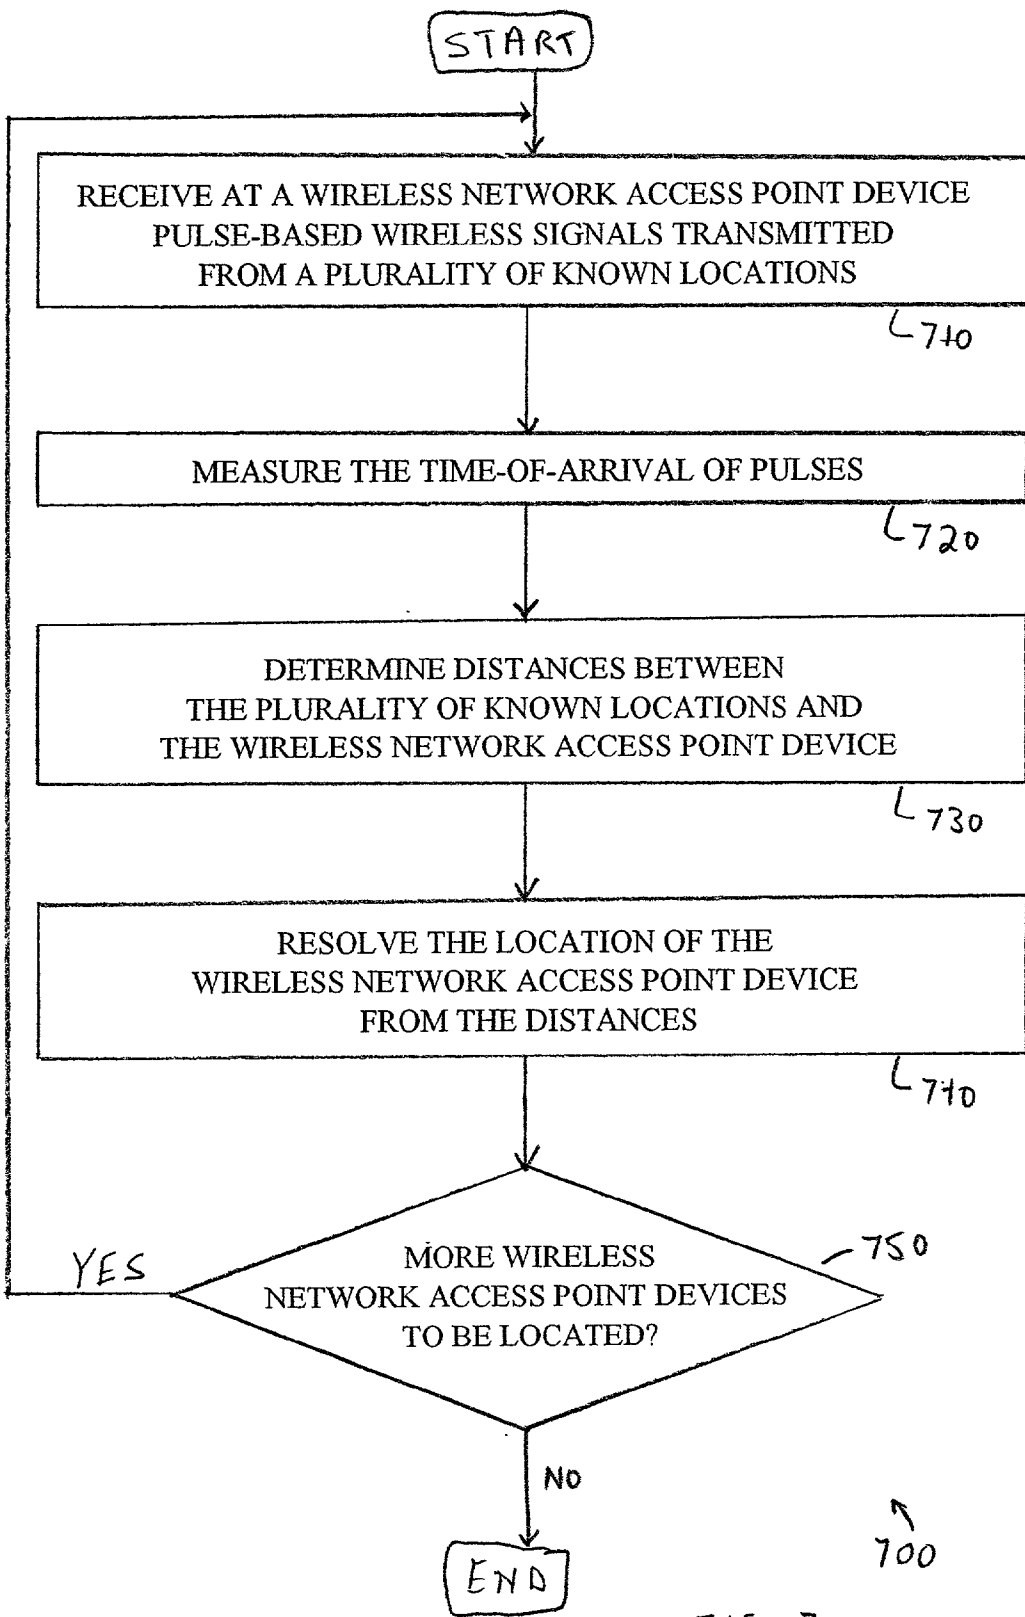 START
RECEIVE AT A WIRELESS NETWORK ACCESS POINT DEVICE
PULSE-BASED WIRELESS SIGNALS TRANSMITTED
FROM A PLURALITY OF KNOWN LOCATIONS
710
MEASURE THE TIME-OF-ARRIVAL OF PULSES
720
DETERMINE DISTANCES BETWEEN
THE PLURALITY OF KNOWN LOCATIONS AND
THE WIRELESS NETWORK ACCESS POINT DEVICE
730
RESOLVE THE LOCATION OF THE
WIRELESS NETWORK ACCESS POINT DEVICE
FROM THE DISTANCES
740
750
YES
MORE WIRELESS
NETWORK ACCESS POINT DEVICES
TO BE LOCATED?
NO
700
END